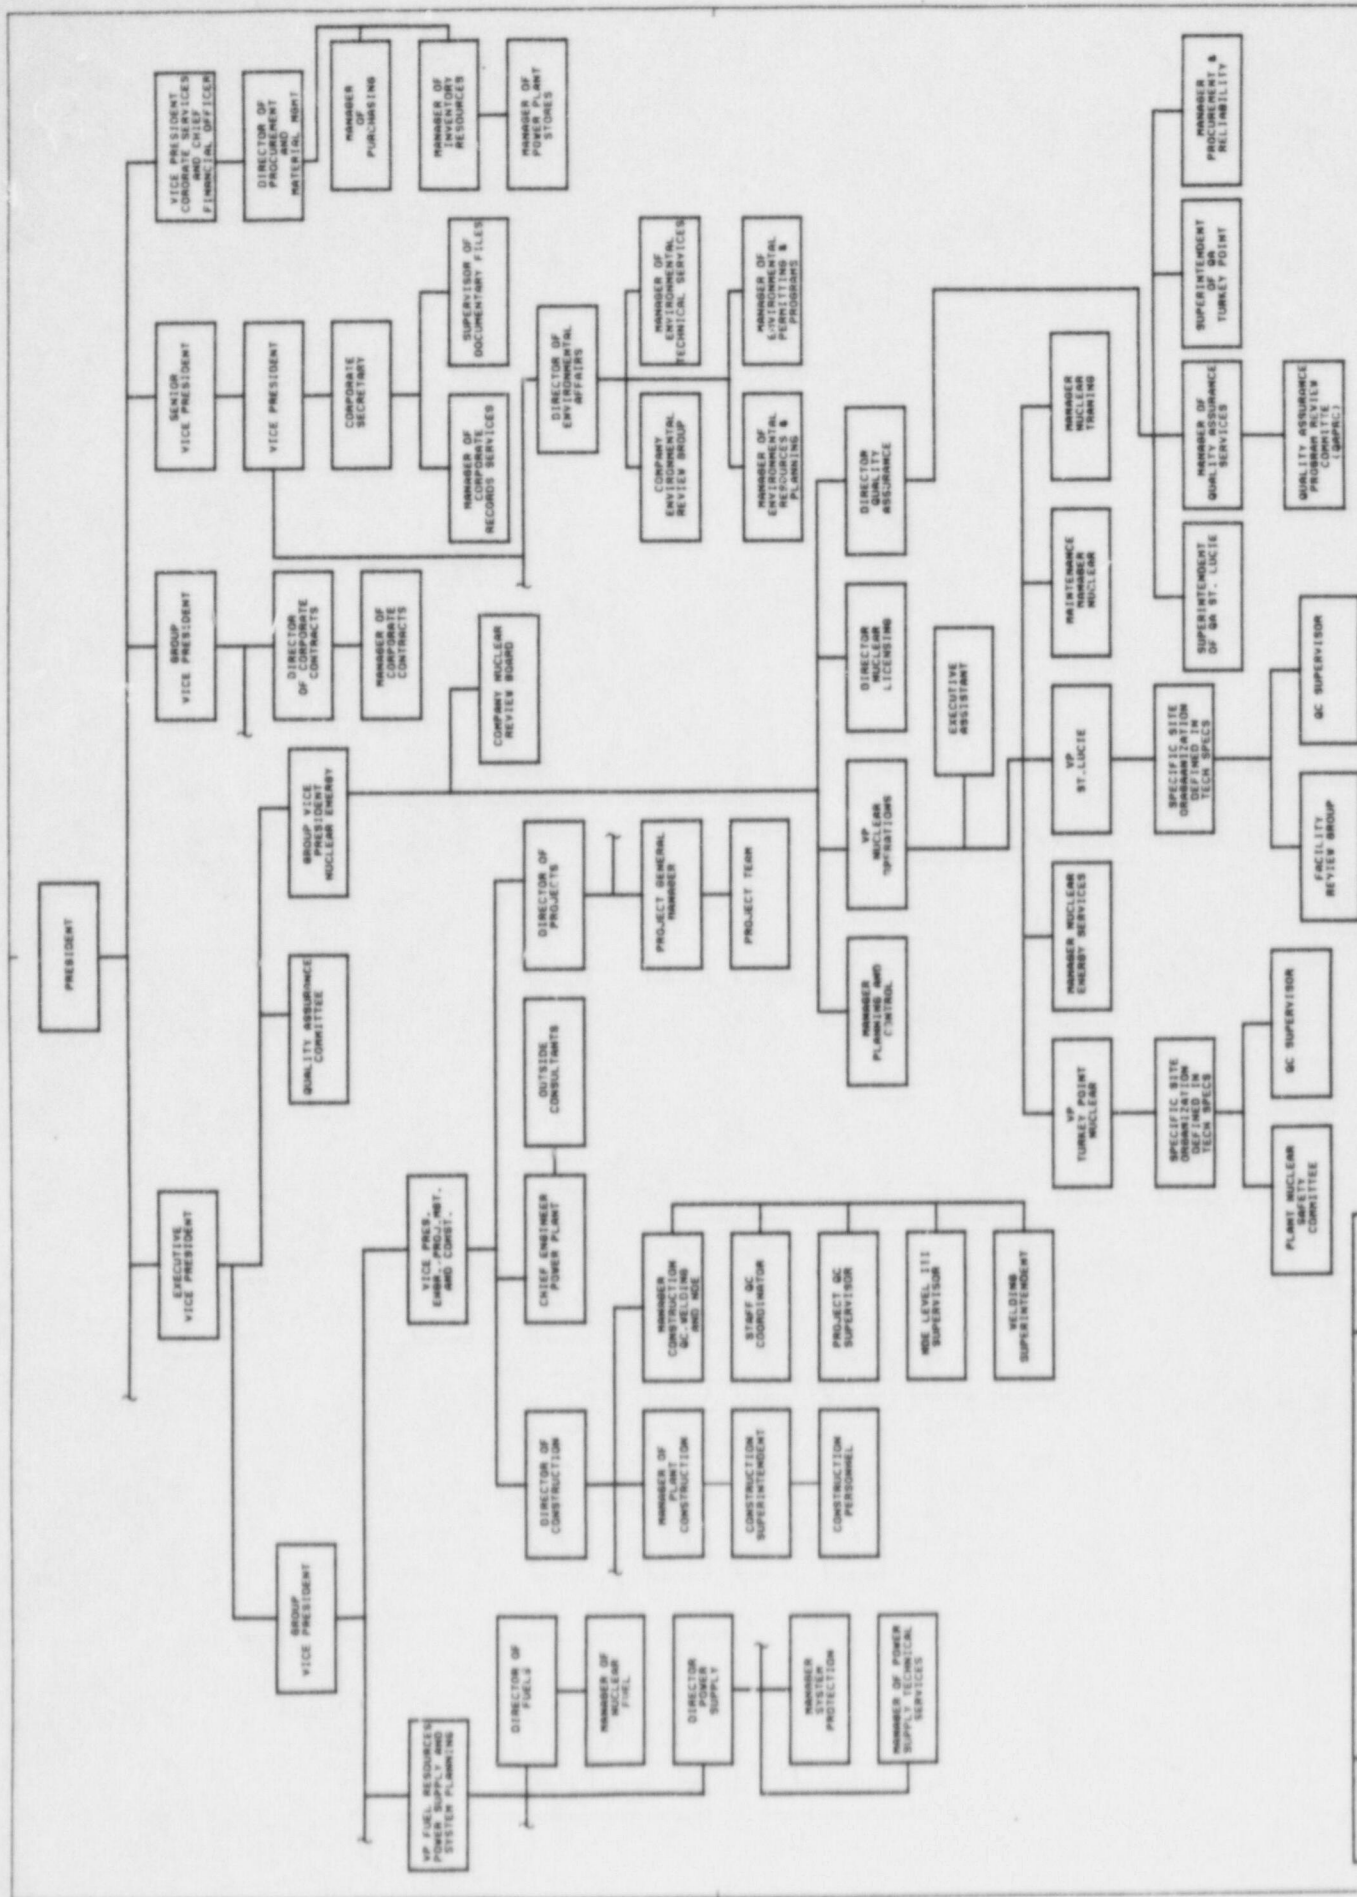 PRESIDENT
EXECUTIVE
VICE PRESIDENT
GROUP
VICE PRESIDENT
SENIOR
VICE PRESIDENT
VICE PRESIDENT
CORORATE SERVICES
AND CHIEF
FINANCIAL OFFICER
GROUP
VICE PRESIDENT
QUALITY ASSURANCE
COMMITTEE
GROUP VICE
PRESIDENT
NUCLEAR ENERGY
DIRECTOR
OF CORPORATE
CONTRACTS
MANAGER OF
CORPORATE
CONTRACTS
VICE PRESIDENT
CORPORATE
SECRETARY
MANAGER OF
CORPORATE
RECORDS SERVICES
SUPERVISOR OF
DOCUMENTARY FILES
DIRECTOR OF
PROCUREMENT
AND
MATERIAL MGMT
MANAGER
OF
PURCHASING
MANAGER OF
INVENTORY
RESOURCES
MANAGER OF
POWER PLANT
STORES
VP FUEL RESOURCES
POWER SUPPLY AND
SYSTEM PLANNING
VICE PRES.
ENGR.,PROJ.MGT.
AND CONST.
COMPANY NUCLEAR
REVIEW BOARD
DIRECTOR OF
ENVIRONMENTAL
AFFAIRS
DIRECTOR OF
FUELS
MANAGER OF
NUCLEAR
FUEL
DIRECTOR
POWER
SUPPLY
MANAGER
SYSTEM
PROTECTION
MANAGER OF POWER
SUPPLY TECHNICAL
SERVICES
DIRECTOR OF
CONSTRUCTION
CHIEF ENGINEER
POWER PLANT
OUTSIDE
CONSULTANTS
DIRECTOR OF
PROJECTS
MANAGER OF
PLANT
CONSTRUCTION
CONSTRUCTION
SUPERINTENDENT
CONSTRUCTION
PERSONNEL
MANAGER
CONSTRUCTION
QC,WELDING
AND NDE
STAFF QC
COORDINATOR
PROJECT QC
SUPERVISOR
NDE LEVEL III
SUPERVISOR
WELDING
SUPERINTENDENT
PROJECT GENERAL
MANAGER
PROJECT TEAM
COMPANY
ENVIRONMENTAL
REVIEW GROUP
MANAGER OF
ENVIRONMENTAL
TECHNICAL SERVICES
MANAGER OF
ENVIRONMENTAL
RESOURCES &
PLANNING
MANAGER OF
ENVIRONMENTAL
PERMITTING &
PROGRAMS
MANAGER
PLANNING AND
CONTROL
VP
NUCLEAR
OPERATIONS
DIRECTOR
NUCLEAR
LICENSING
DIRECTOR
QUALITY
ASSURANCE
EXECUTIVE
ASSISTANT
VP
TURKEY POINT
NUCLEAR
MANAGER NUCLEAR
ENERGY SERVICES
VP
ST.LUCIE
MAINTENANCE
MANAGER
NUCLEAR
MANAGER
NUCLEAR
TRANING
SPECIFIC SITE
ORGANIZATION
DEFINED IN
TECH SPECS
SPECIFIC SITE
ORAGAANIZATION
DEFINED IN
TECH SPECS
SUPERINTENDENT
OF QA ST. LUCIE
MANAGER OF
QUALITY ASSURANCE
SERVICES
SUPERINTENDENT
OF QA
TURKEY POINT
MANAGER
PROCUREMENT &
RELIABILITY
PLANT NUCLEAR
SAFETY
COMMITTEE
QC SUPERVISOR
FACILITY
REVIEW GROUP
QC SUPERVISOR
QUALITY ASSURANCE
PROGRAM REVIEW
COMMITTE
(QAPRC)